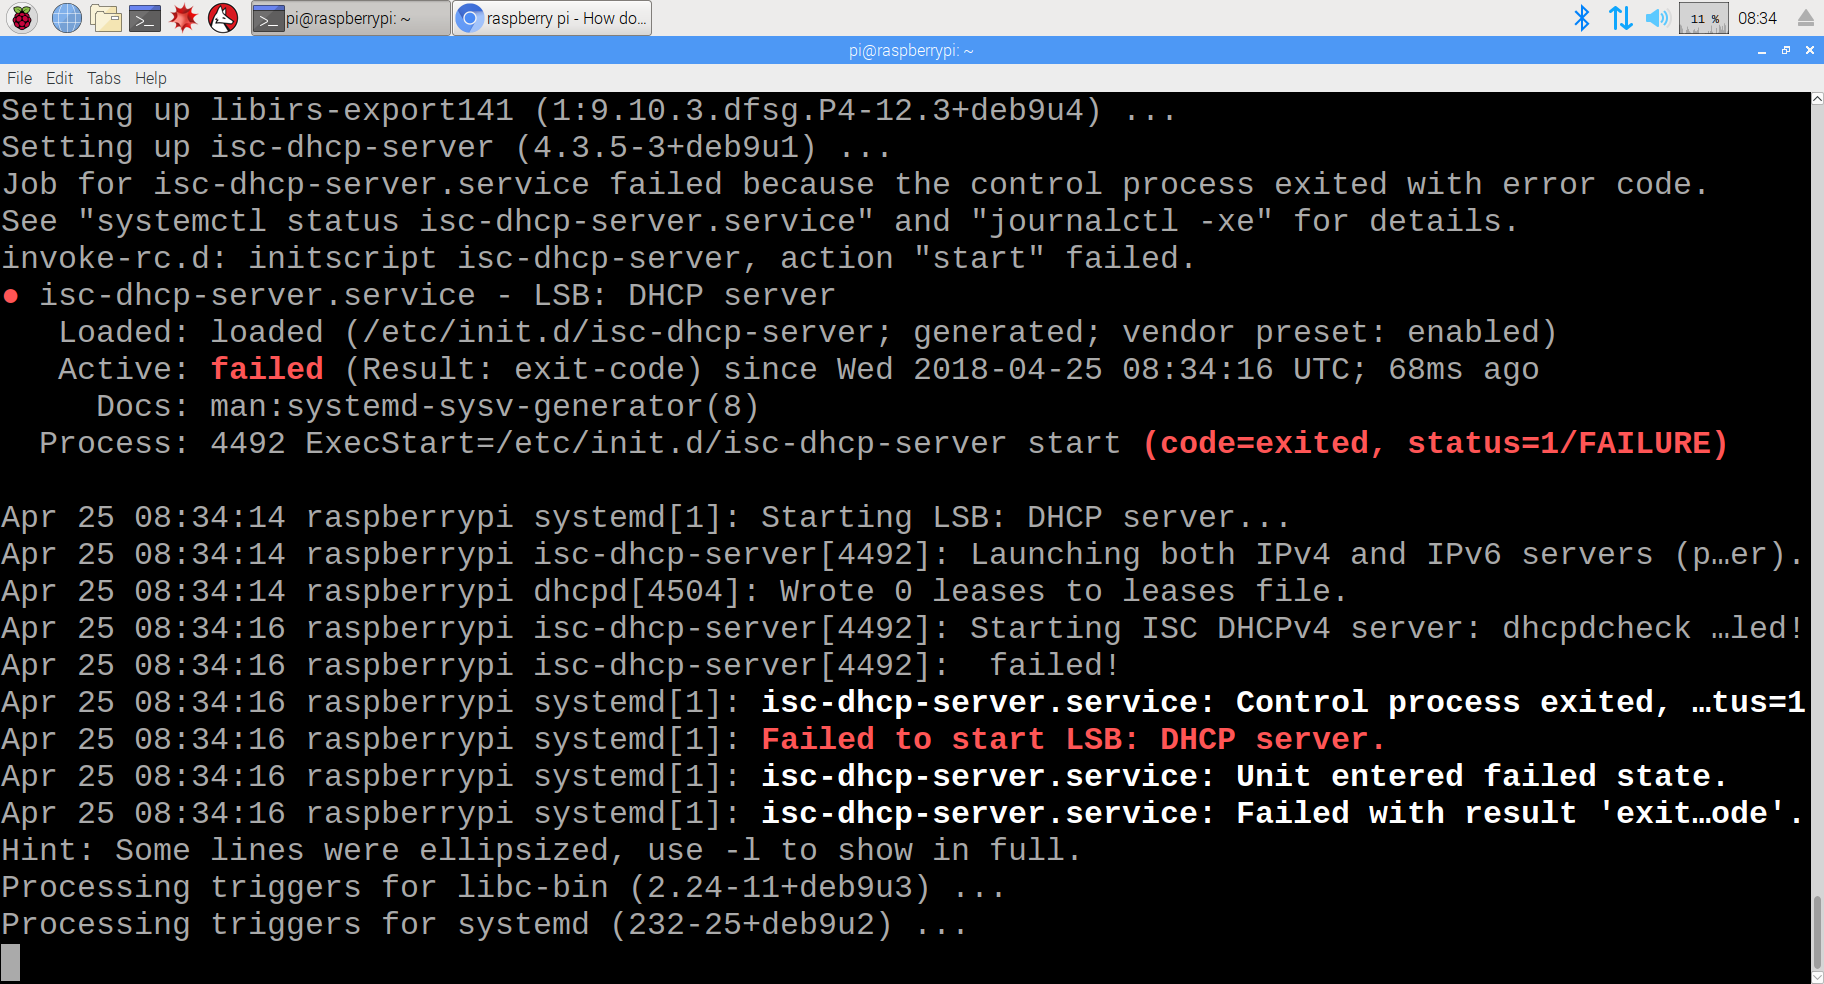 pi@raspberrypi: ~
raspberry pi - How do...
11 %
08:34
pi@raspberrypi: ~
File Edit Tabs Help
Setting up libirs-export141 (1:9.10.3.dfsg.P4-12.3+deb9u4) ...
Setting up isc-dhcp-server (4.3.5-3+deb9u1) ...
Job for isc-dhcp-server.service failed because the control process exited with error code.
See "systemctl status isc-dhcp-server.service" and "journalctl -xe" for details.
invoke-rc.d: initscript isc-dhcp-server, action "start" failed.
● isc-dhcp-server.service - LSB: DHCP server
   Loaded: loaded (/etc/init.d/isc-dhcp-server; generated; vendor preset: enabled)
   Active: failed (Result: exit-code) since Wed 2018-04-25 08:34:16 UTC; 68ms ago
     Docs: man:systemd-sysv-generator(8)
  Process: 4492 ExecStart=/etc/init.d/isc-dhcp-server start (code=exited, status=1/FAILURE)
Apr 25 08:34:14 raspberrypi systemd[1]: Starting LSB: DHCP server...
Apr 25 08:34:14 raspberrypi isc-dhcp-server[4492]: Launching both IPv4 and IPv6 servers (p…er).
Apr 25 08:34:14 raspberrypi dhcpd[4504]: Wrote 0 leases to leases file.
Apr 25 08:34:16 raspberrypi isc-dhcp-server[4492]: Starting ISC DHCPv4 server: dhcpdcheck …led!
Apr 25 08:34:16 raspberrypi isc-dhcp-server[4492]:  failed!
Apr 25 08:34:16 raspberrypi systemd[1]: isc-dhcp-server.service: Control process exited, …tus=1
Apr 25 08:34:16 raspberrypi systemd[1]: Failed to start LSB: DHCP server.
Apr 25 08:34:16 raspberrypi systemd[1]: isc-dhcp-server.service: Unit entered failed state.
Apr 25 08:34:16 raspberrypi systemd[1]: isc-dhcp-server.service: Failed with result 'exit…ode'.
Hint: Some lines were ellipsized, use -l to show in full.
Processing triggers for libc-bin (2.24-11+deb9u3) ...
Processing triggers for systemd (232-25+deb9u2) ...